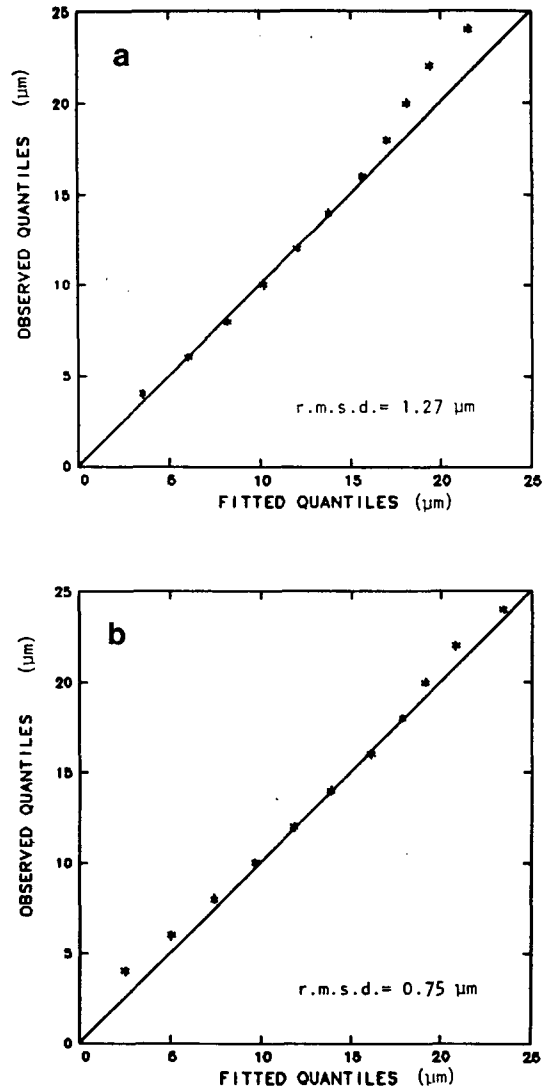 25
a
20
15
10
5
0
OBSERVED QUANTILES (µm)
r.m.s.d.= 1.27 µm
0 5 10 15 20 25
FITTED QUANTILES (µm)
25
b
20
15
10
5
0
OBSERVED QUANTILES (µm)
r.m.s.d.= 0.75 µm
0 5 10 15 20 25
FITTED QUANTILES (µm)